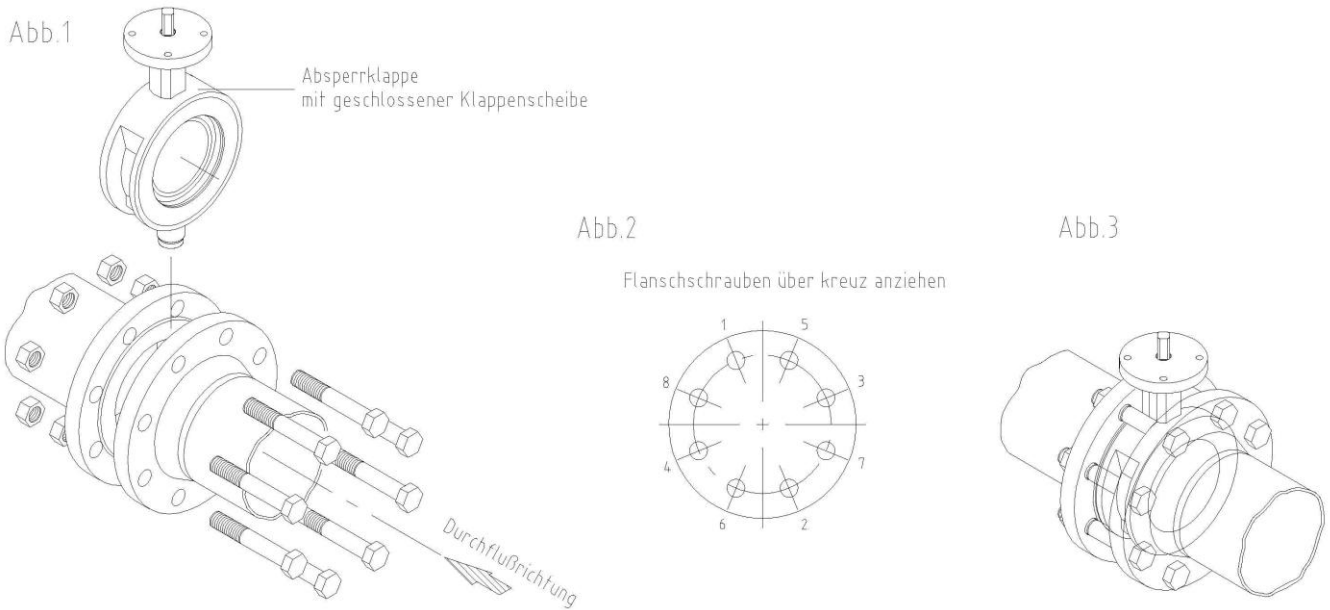 Abb.1
Absperrklappe
mit geschlossener Klappenscheibe
Durchflußrichtung
Abb.2
Flanschschrauben über kreuz anziehen
1
5
8
3
4
7
6
2
Abb.3